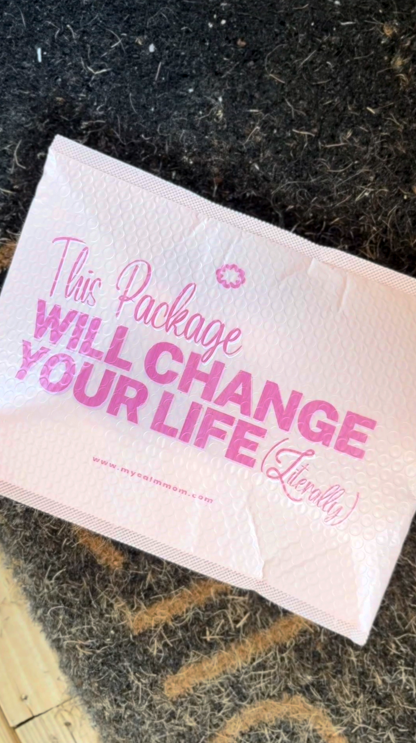 This Package
WILL CHANGE
YOUR LIFE (Literally)
www.mycalmmom.com